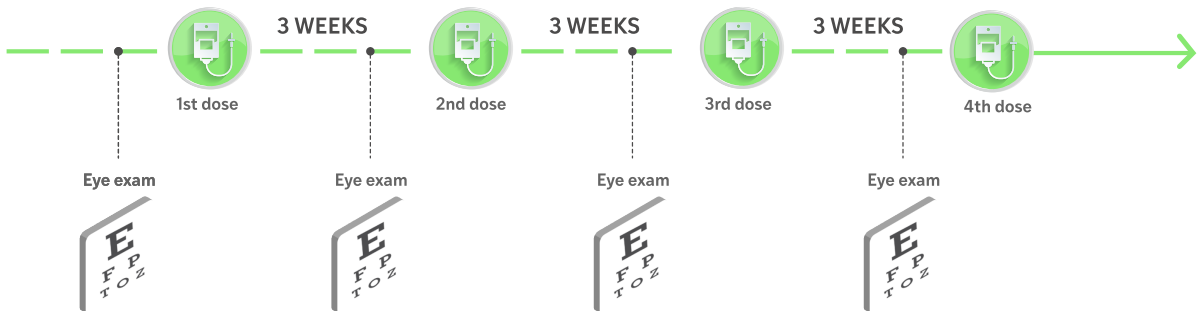 3 WEEKS 3 WEEKS 3 WEEKS
1st dose 2nd dose 3rd dose 4th dose
Eye exam Eye exam Eye exam Eye exam
E E E E
F P F P F P F P
T O Z T O Z T O Z T O Z